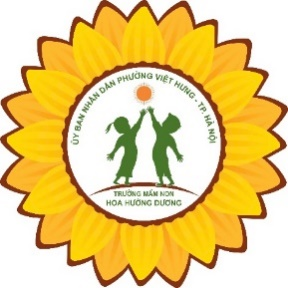 ỦY BAN NHÂN DÂN PHƯỜNG VIỆT HƯNG - TP. HÀ NỘI
TRƯỜNG MẦM NON
HOA HƯỚNG DƯƠNG